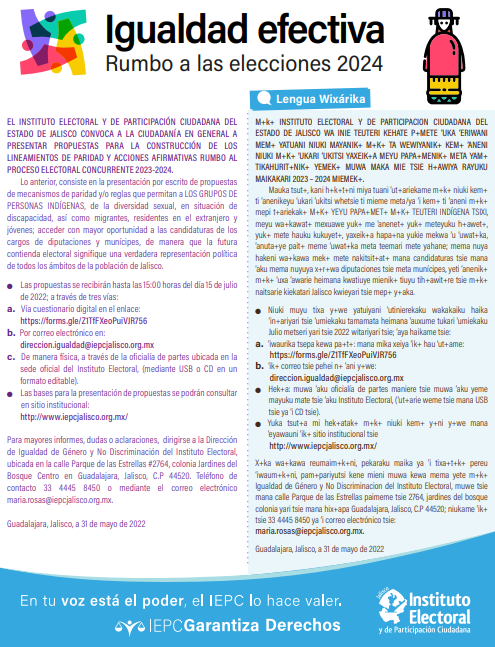 Igualdad efectiva
Rumbo a las elecciones 2024
EL INSTITUTO ELECTORAL Y DE PARTICIPACIÓN CIUDADANA DEL
ESTADO DE JALISCO CONVOCA A LA CIUDADANÍA EN GENERAL A
PRESENTAR PROPUESTAS PARA LA CONSTRUCCIÓN DE LOS
LINEAMIENTOS DE PARIDAD Y ACCIONES AFIRMATIVAS RUMBO AL
PROCESO ELECTORAL CONCURRENTE 2023-2024.
Lo anterior, consiste en la presentación por escrito de propuestas
de mecanismos de paridad y/o reglas que permitan a LOS GRUPOS DE
PERSONAS INDÍGENAS, de la diversidad sexual, en situación de
discapacidad, así como migrantes, residentes en el extranjero y
jóvenes; acceder con mayor oportunidad a las candidaturas de los
cargos de diputaciones y munícipes, de manera que la futura
contienda electoral signifique una verdadera representación política
de todos los ámbitos de la población de Jalisco.
● Las propuestas se recibirán hasta las 15:00 horas del día 15 de julio
de 2022; a través de tres vías:
a. Vía cuestionario digital en el enlace:
https://forms.gle/Z1TfFXeoPuiVJR756
b. Por correo electrónico en:
direccion.igualdad@iepcjalisco.org.mx
c. De manera física, a través de la oficialía de partes ubicada en la
sede oficial del Instituto Electoral, (mediante USB o CD en un
formato editable).
● Las bases para la presentación de propuestas se podrán consultar
en sitio institucional:
http://www.iepcjalisco.org.mx/
Para mayores informes, dudas o aclaraciones, dirigirse a la Dirección
de Igualdad de Género y No Discriminación del Instituto Electoral,
ubicada en la calle Parque de las Estrellas #2764, colonia Jardines del
Bosque Centro en Guadalajara, Jalisco, C.P 44520. Teléfono de
contacto 33 4445 8450 o mediante el correo electrónico
maria.rosas@iepcjalisco.org.mx.
Guadalajara, Jalisco, a 31 de mayo de 2022
Lengua Wixárika
M+k+ INSTITUTO ELECTORAL Y DE PARTICIPACION CIUDADANA DEL
ESTADO DE JALISCO WA INIE TEUTERI KEHATE P+METE 'UKA 'ERIWANI
MEM+ YATUANI NIUKI MAYANIK+ M+K+ TA WEWIYANIK+ KEM+ 'ANENI
NIUKI M+K+ 'UKARI 'UKITSI YAXEIK+A MEYU PAPA+MENIK+ META YAM+
TIKAHURIT+NIK+ YEMEK+ MUWA MAKA MIE TSIE H+AWIYA RAYUKU
MAIKAKARI 2023 - 2024 MIEMEK+.
Mauka tsut+, kani h+k+t+ni miya tuani 'ut+ariekame m+k+ niuki kem+
ti 'anenikeyu 'ukari 'ukitsi whetsie ti mieme meta/ya 'i kem+ ti 'aneni m+k+
mepi t+ariekak+ M+K+ YEYU PAPA+MET+ M+K+ TEUTERI INDÍGENA TSIXI,
meyu wa+kawat+ mexuawe yuk+ me 'anenet+ yuk+ meteyuku h+awet+,
yuk+ mete hauku kukuyet+, yaxeik+a hapa+na yukie mekwa 'u 'uwat+ka,
'anuta+ye pait+ meme 'uwat+ka meta teemari mete yahane; mema nuya
hakeni wa+kawa mek+ mete nakitsit+at+ mana candidaturas tsie mana
'aku mema nuyuya x+r+wa diputaciones tsie meta munícipes, yeti 'anenik+
m+k+ 'uxa 'awarie heimana kwatiuye mienik+ tiuyu tih+awit+re tsie m+k+
naitsarie kiekatari Jalisco kwieyari tsie mep+ y+aka.
● Niuki muyu tixa y+we yatuiyani 'utinierekaku wakakaiku haika
'in+ariyari tsie 'umiekaku tamamata heimana 'auxume tukari 'umiekaku
Julio metseri yari tsie 2022 witariyari tsie; 'aya haikame tsie:
a. 'iwaurika tsepa kewa pa+t+: mana mika xeiya 'ik+ hau 'ut+ame:
https://forms.gle/Z1TfFXeoPuiVJR756
b. 'ik+ correo tsie pehei n+ 'ani y+we:
direccion.igualdad@iepcjalisco.org.mx
● Hek+a: muwa 'aku oficialía de partes maniere tsie muwa 'aku yeme
mayuku mate tsie 'aku Instituto Electoral, ('ut+arie weme tsie mana USB
tsie ya 'i CD tsie).
● Yuka tsut+a mi hek+atak+ m+k+ niuki kem+ y+ni y+we mana
'eyawauni 'ik+ sitio institucional tsie
http://www.iepcjalisco.org.mx/
X+ka wa+kawa reumaim+k+ni, pekaraku maika ya 'i tixa+t+k+ pereu
'iwaum+k+ni, pam+pariyutsi kene mieni muwa kewa mema yete m+k+
Igualdad de Género y No Discriminacion del Instituto Electoral, muwe tsie
mana calle Parque de las Estrellas paimeme tsie 2764, jardines del bosque
colonia yari tsie mana hix+apa Guadalajara, Jalisco, C.P 44520; niukame 'ik+
tsie 33 4445 8450 ya 'i correo electrónico tsie:
maria.rosas@iepcjalisco.org.mx.
Guadalajara, Jalisco, a 31 de mayo de 2022
En tu voz está el poder, el IEPC lo hace valer.
IEPCGarantiza Derechos
Jalisco
Instituto
Electoral
y de Participación Ciudadana